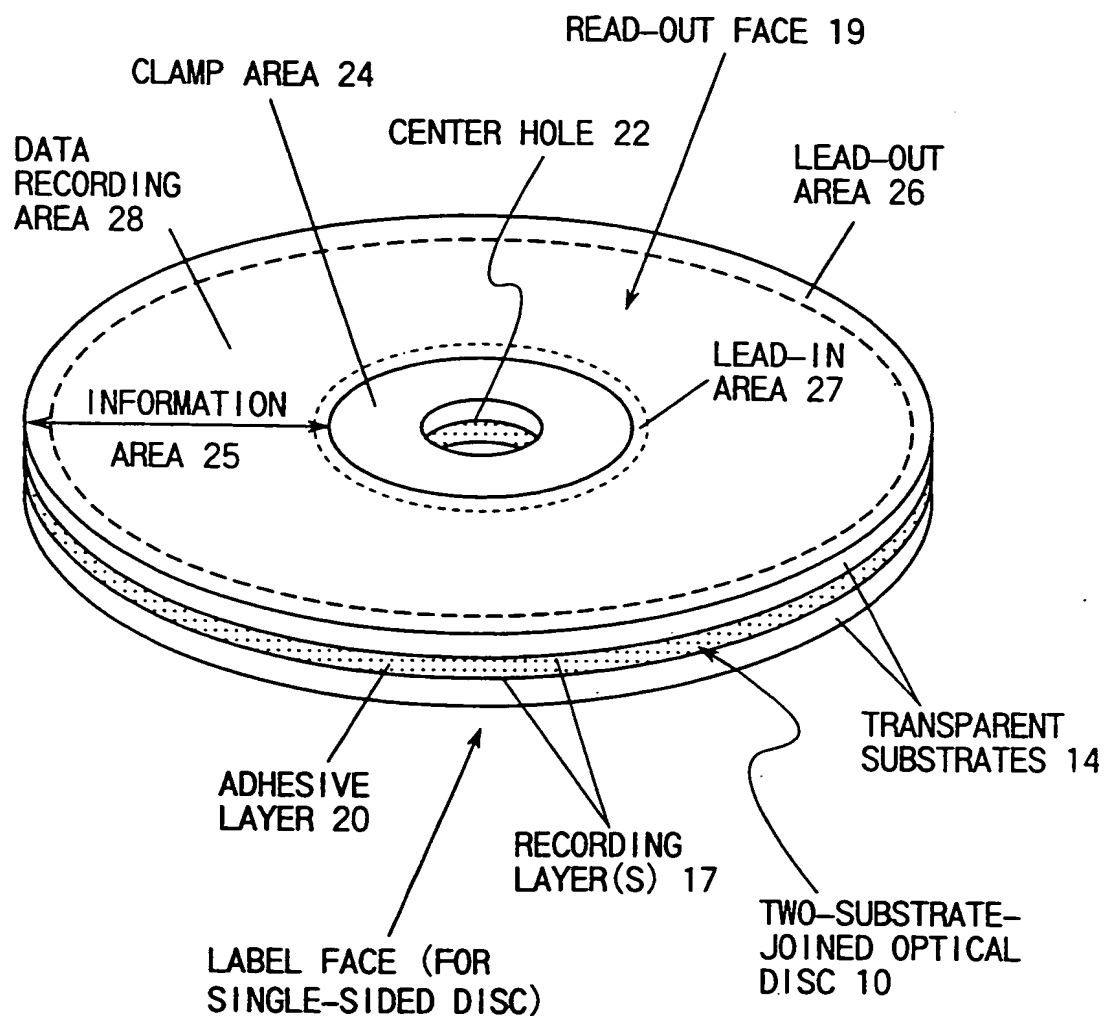 READ-OUT FACE 19
CLAMP AREA 24
CENTER HOLE 22
DATA
RECORDING
AREA 28
LEAD-OUT
AREA 26
LEAD-IN
AREA 27
INFORMATION
AREA 25
TRANSPARENT
SUBSTRATES 14
ADHESIVE
LAYER 20
RECORDING
LAYER(S) 17
TWO-SUBSTRATE-
JOINED OPTICAL
DISC 10
LABEL FACE (FOR
SINGLE-SIDED DISC)